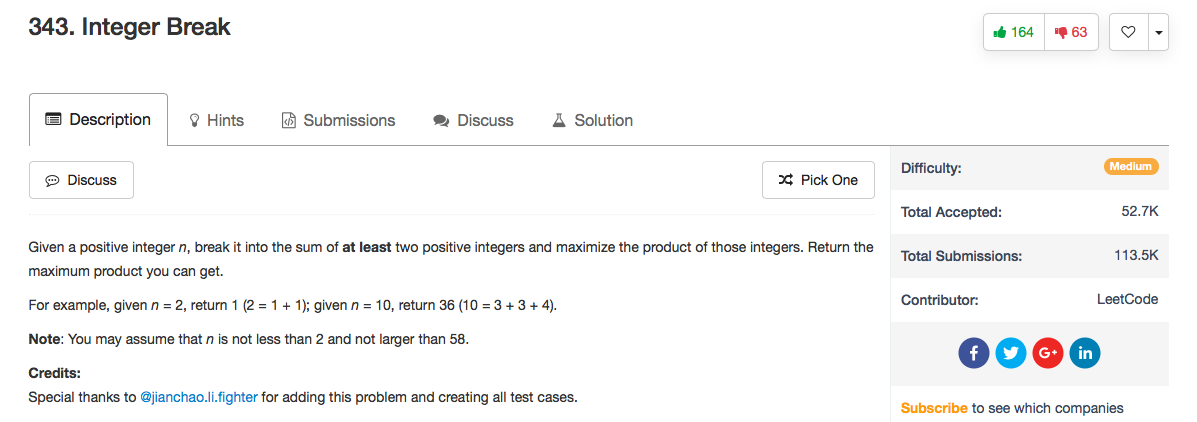 343. Integer Break
164
63
Description
Hints
Submissions
Discuss
Solution
Discuss
Pick One
Given a positive integer n, break it into the sum of at least two positive integers and maximize the product of those integers. Return the
maximum product you can get.
For example, given n = 2, return 1 (2 = 1 + 1); given n = 10, return 36 (10 = 3 + 3 + 4).
Note: You may assume that n is not less than 2 and not larger than 58.
Credits:
Special thanks to @jianchao.li.fighter for adding this problem and creating all test cases.
Difficulty: Medium
Total Accepted: 52.7K
Total Submissions: 113.5K
Contributor: LeetCode
f
G+
in
Subscribe to see which companies